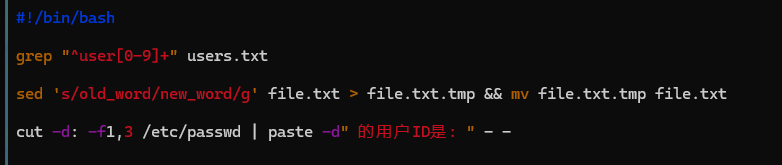 #!/bin/bash
grep "^user[0-9]+" users.txt
sed 's/old_word/new_word/g' file.txt > file.txt.tmp && mv file.txt.tmp file.txt
cut -d: -f1,3 /etc/passwd | paste -d" 的用户ID是: " - -